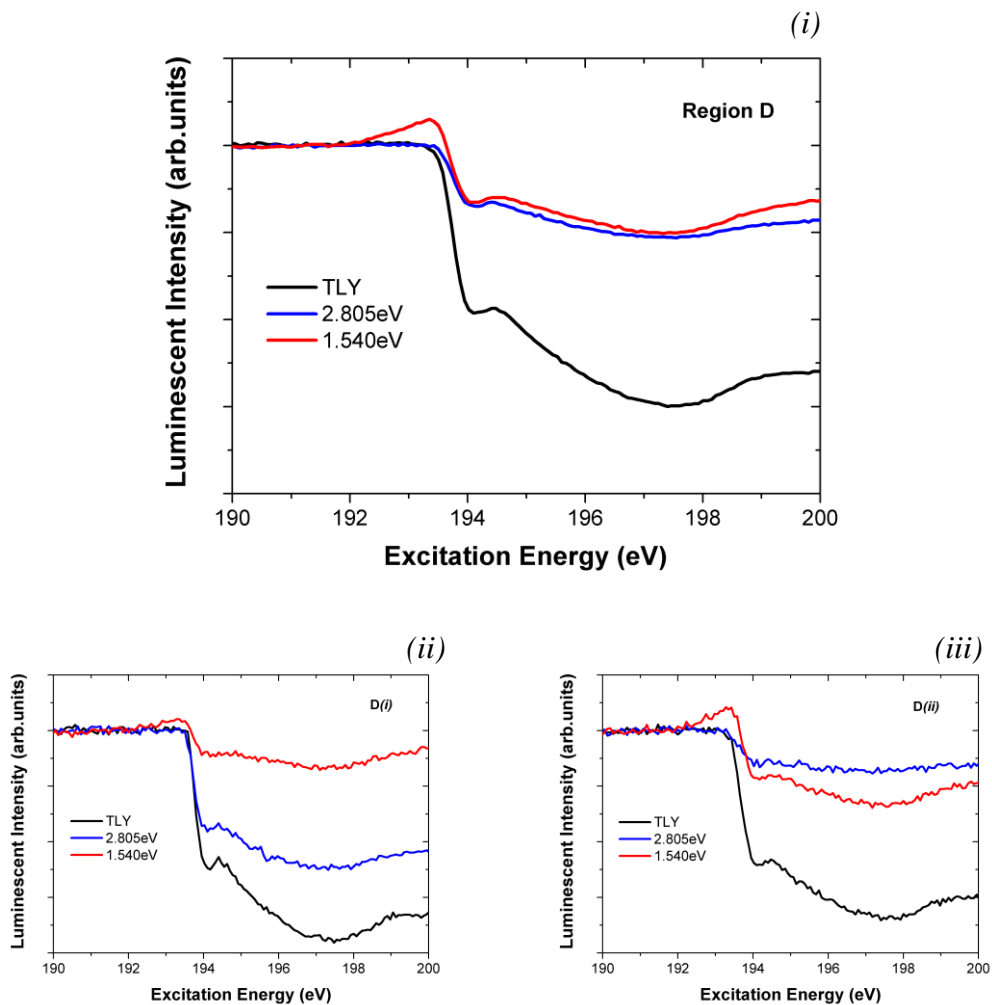 (i)
Region D
Luminescent Intensity (arb.units)
TLY
2.805eV
1.540eV
190 192 194 196 198 200
Excitation Energy (eV)
(ii)
D(i)
Luminescent Intensity (arb.units)
TLY
2.805eV
1.540eV
190 192 194 196 198 200
Excitation Energy (eV)
(iii)
D(ii)
Luminescent Intensity (arb.units)
TLY
2.805eV
1.540eV
190 192 194 196 198 200
Excitation Energy (eV)